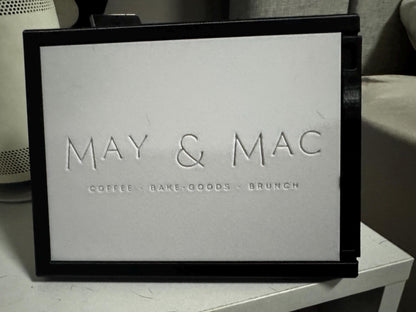 MAY & MAC
COFFEE · BAKE-GOODS · BRUNCH